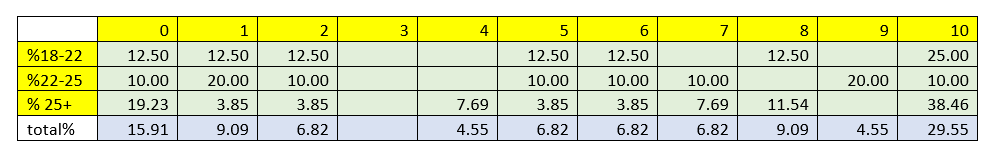 0 1 2 3 4 5 6 7 8 9 10
%18-22 12.50 12.50 12.50 12.50 12.50 12.50 25.00
%22-25 10.00 20.00 10.00 10.00 10.00 10.00 20.00 10.00
% 25+ 19.23 3.85 3.85 7.69 3.85 3.85 7.69 11.54 38.46
total% 15.91 9.09 6.82 4.55 6.82 6.82 6.82 9.09 4.55 29.55